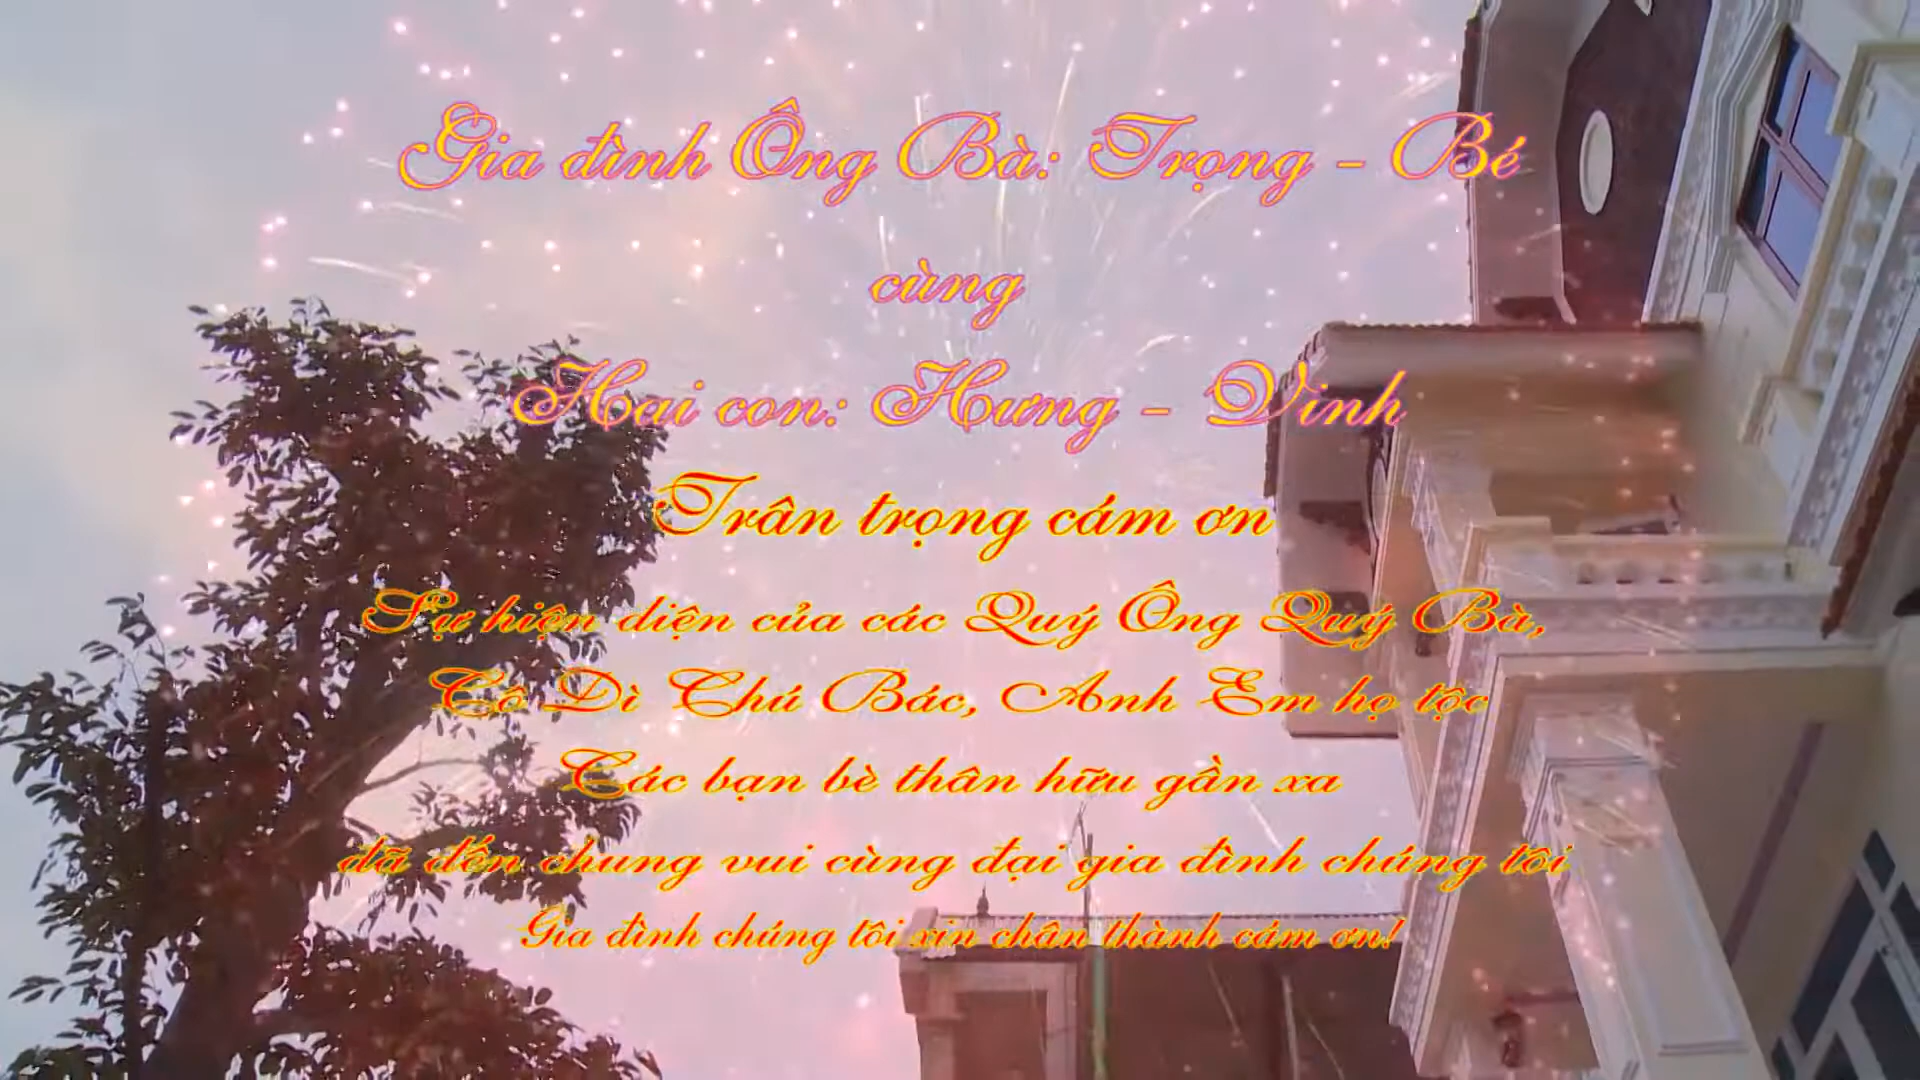 Gia đình Ông Bà: Trọng - Bé
cùng
Hai con: Hưng - Vinh
Trân trọng cám ơn
Sự hiện diện của các Quý Ông Quý Bà,
Cô Dì Chú Bác, Anh Em họ tộc
Các bạn bè thân hữu gần xa
đã đến chung vui cùng đại gia đình chúng tôi
Gia đình chúng tôi xin chân thành cám ơn!